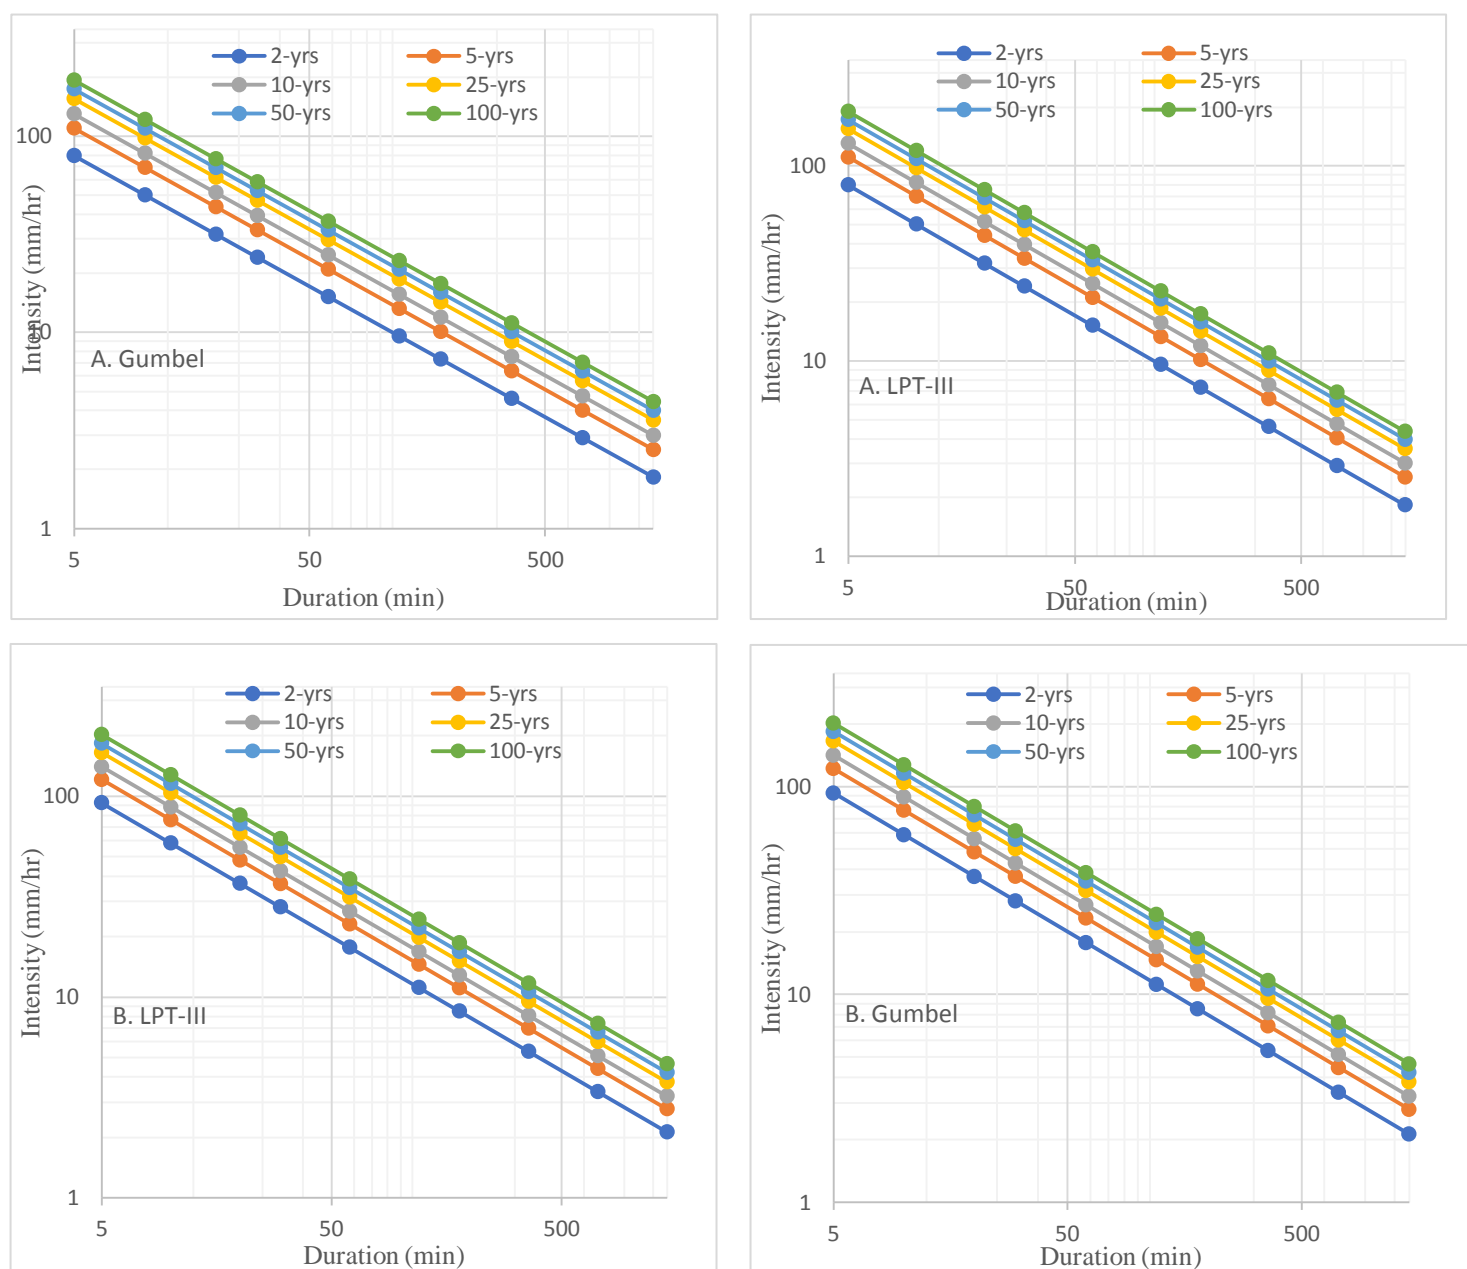 2-yrs 5-yrs
10-yrs 25-yrs
50-yrs 100-yrs
100
10
1
Intensity (mm/hr)
A. Gumbel
5 50 500
Duration (min)
2-yrs 5-yrs
10-yrs 25-yrs
50-yrs 100-yrs
100
10
1
Intensity (mm/hr)
A. LPT-III
5 50 500
Duration (min)
2-yrs 5-yrs
10-yrs 25-yrs
50-yrs 100-yrs
100
10
1
Intensity (mm/hr)
B. LPT-III
5 50 500
Duration (min)
2-yrs 5-yrs
10-yrs 25-yrs
50-yrs 100-yrs
100
10
1
Intensity (mm/hr)
B. Gumbel
5 50 500
Duration (min)